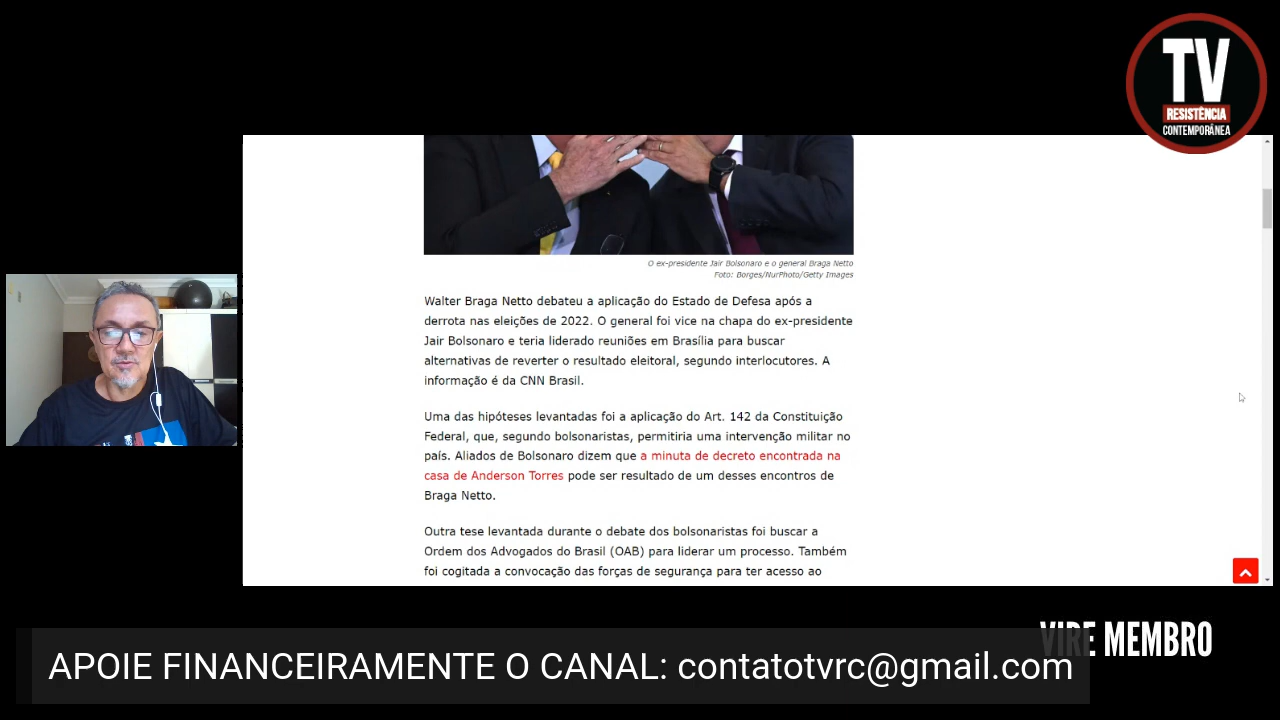 TV
RESISTÊNCIA
CONTEMPORÂNEA
O ex-presidente Jair Bolsonaro e o general Braga Netto
Foto: Borges/NurPhoto/Getty Images
Walter Braga Netto debateu a aplicação do Estado de Defesa após a
derrota nas eleições de 2022. O general foi vice na chapa do ex-presidente
Jair Bolsonaro e teria liderado reuniões em Brasília para buscar
alternativas de reverter o resultado eleitoral, segundo interlocutores. A
informação é da CNN Brasil.
Uma das hipóteses levantadas foi a aplicação do Art. 142 da Constituição
Federal, que, segundo bolsonaristas, permitiria uma intervenção militar no
país. Aliados de Bolsonaro dizem que a minuta de decreto encontrada na
casa de Anderson Torres pode ser resultado de um desses encontros de
Braga Netto.
Outra tese levantada durante o debate dos bolsonaristas foi buscar a
Ordem dos Advogados do Brasil (OAB) para liderar um processo. Também
foi cogitada a convocação das forças de segurança para ter acesso ao
VIRE MEMBRO
APOIE FINANCEIRAMENTE O CANAL: contatotvrc@gmail.com